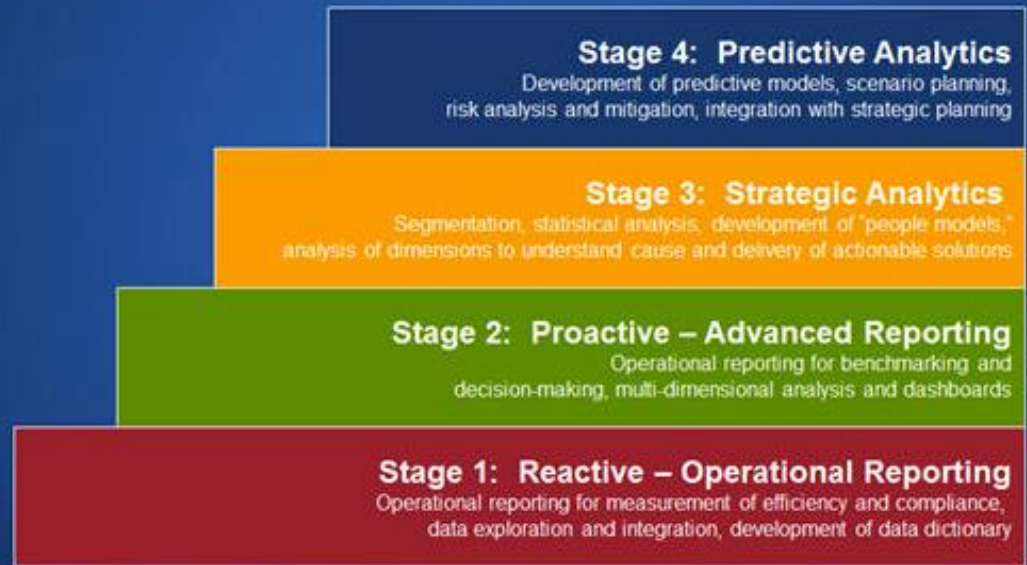 Stage 4: Predictive Analytics
Development of predictive models, scenario planning,
risk analysis and mitigation, integration with strategic planning
Stage 3: Strategic Analytics
Segmentation, statistical analysis, development of "people models,"
analysis of dimensions to understand cause and delivery of actionable solutions
Stage 2: Proactive – Advanced Reporting
Operational reporting for benchmarking and
decision-making, multi-dimensional analysis and dashboards
Stage 1: Reactive – Operational Reporting
Operational reporting for measurement of efficiency and compliance,
data exploration and integration, development of data dictionary